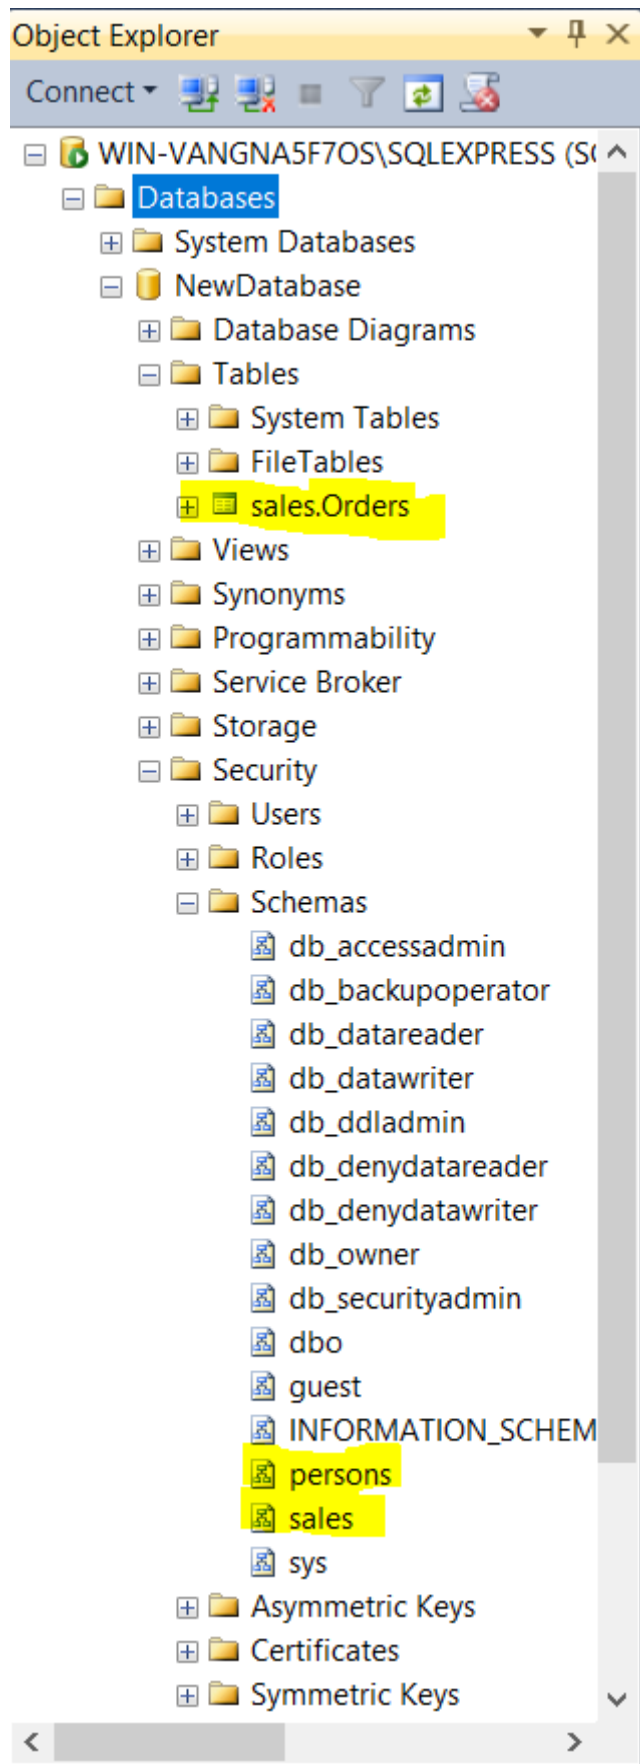 Object Explorer
Connect
WIN-VANGNA5F7OS\SQLEXPRESS (S
Databases
System Databases
NewDatabase
Database Diagrams
Tables
System Tables
FileTables
sales.Orders
Views
Synonyms
Programmability
Service Broker
Storage
Security
Users
Roles
Schemas
db_accessadmin
db_backupoperator
db_datareader
db_datawriter
db_ddladmin
db_denydatareader
db_denydatawriter
db_owner
db_securityadmin
dbo
guest
INFORMATION_SCHEM
persons
sales
sys
Asymmetric Keys
Certificates
Symmetric Keys